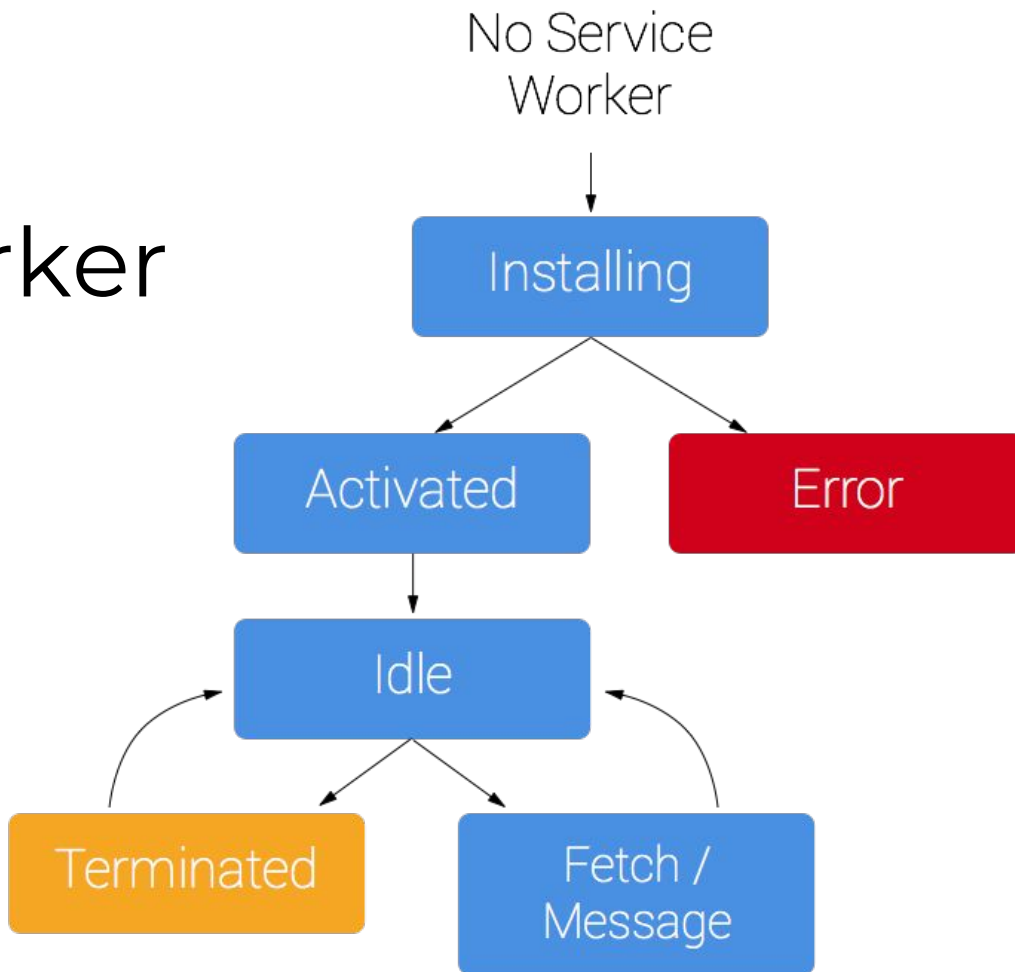 No Service
Worker
rker
Installing
Activated
Error
Idle
Terminated
Fetch /
Message